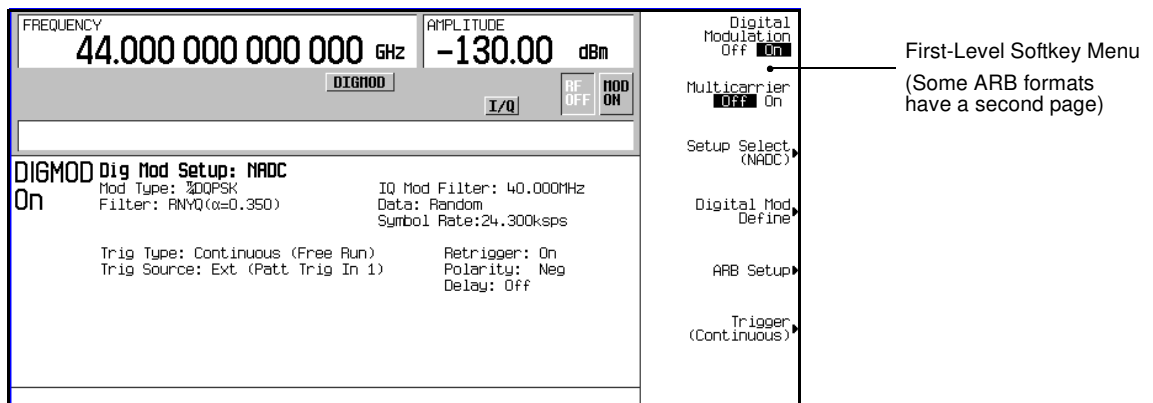 FREQUENCY
44.000 000 000 000 GHz
AMPLITUDE
-130.00 dBm
DIGMOD
I/Q
RF OFF
MOD ON
DIGMOD On
Dig Mod Setup: NADC
Mod Type: π/4DQPSK
Filter: RNYQ(α=0.350)
IQ Mod Filter: 40.000MHz
Data: Random
Symbol Rate:24.300ksps
Trig Type: Continuous (Free Run)
Trig Source: Ext (Patt Trig In 1)
Retrigger: On
Polarity: Neg
Delay: Off
Digital
Modulation
Off On
Multicarrier
Off On
Setup Select
(NADC)
Digital Mod
Define
ARB Setup
Trigger
(Continuous)
First-Level Softkey Menu
(Some ARB formats
have a second page)